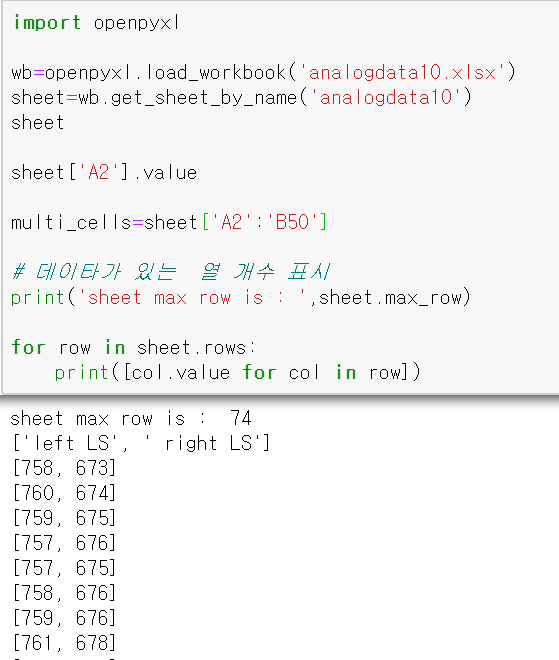 import openpyxl
wb=openpyxl.load_workbook('analogdata10.xlsx')
sheet=wb.get_sheet_by_name('analogdata10')
sheet
sheet['A2'].value
multi_cells=sheet['A2':'B50']
# 데이타가 있는  열 개수 표시
print('sheet max row is : ',sheet.max_row)
for row in sheet.rows:
    print([col.value for col in row])
sheet max row is :  74
['left LS', ' right LS']
[758, 673]
[760, 674]
[759, 675]
[757, 676]
[757, 675]
[758, 676]
[759, 676]
[761, 678]